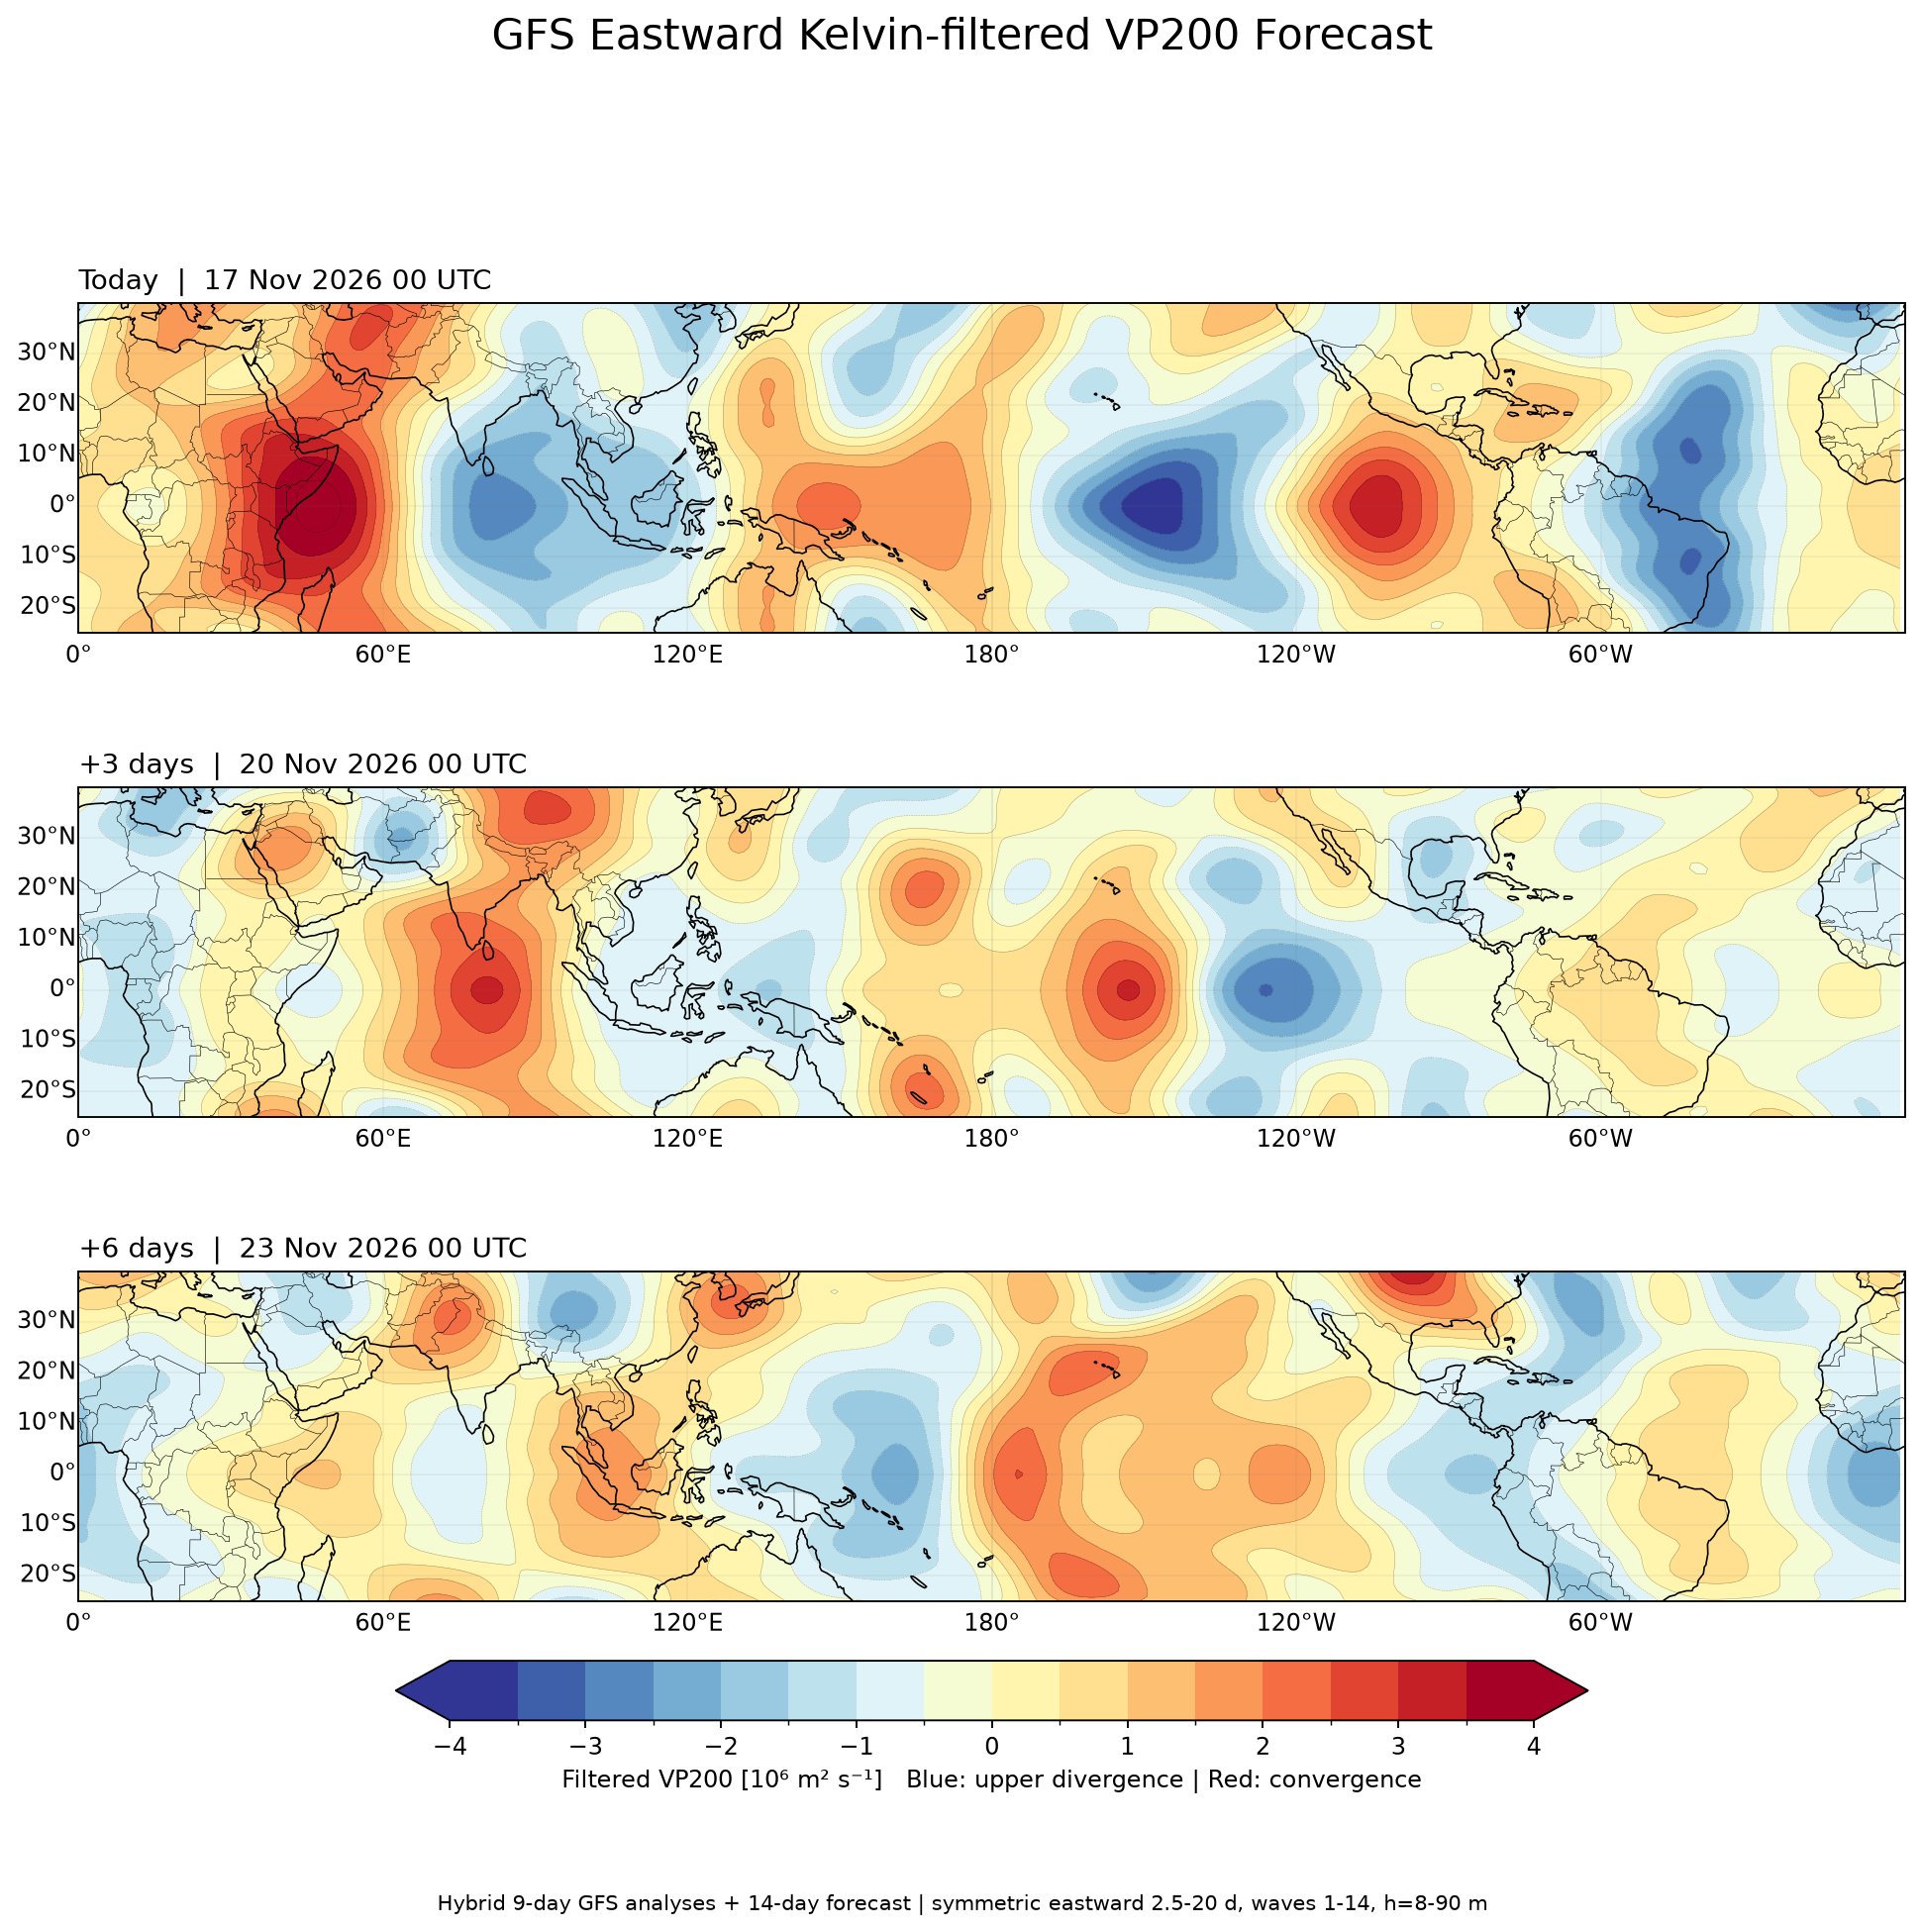 GFS Eastward Kelvin-filtered VP200 Forecast
Today | 17 Nov 2026 00 UTC
30°N
20°N
10°N
0°
10°S
20°S
0° 60°E 120°E 180° 120°W 60°W
+3 days | 20 Nov 2026 00 UTC
30°N
20°N
10°N
0°
10°S
20°S
0° 60°E 120°E 180° 120°W 60°W
+6 days | 23 Nov 2026 00 UTC
30°N
20°N
10°N
0°
10°S
20°S
0° 60°E 120°E 180° 120°W 60°W
−4 −3 −2 −1 0 1 2 3 4
Filtered VP200 [10⁶ m² s⁻¹] Blue: upper divergence | Red: convergence
Hybrid 9-day GFS analyses + 14-day forecast | symmetric eastward 2.5-20 d, waves 1-14, h=8-90 m